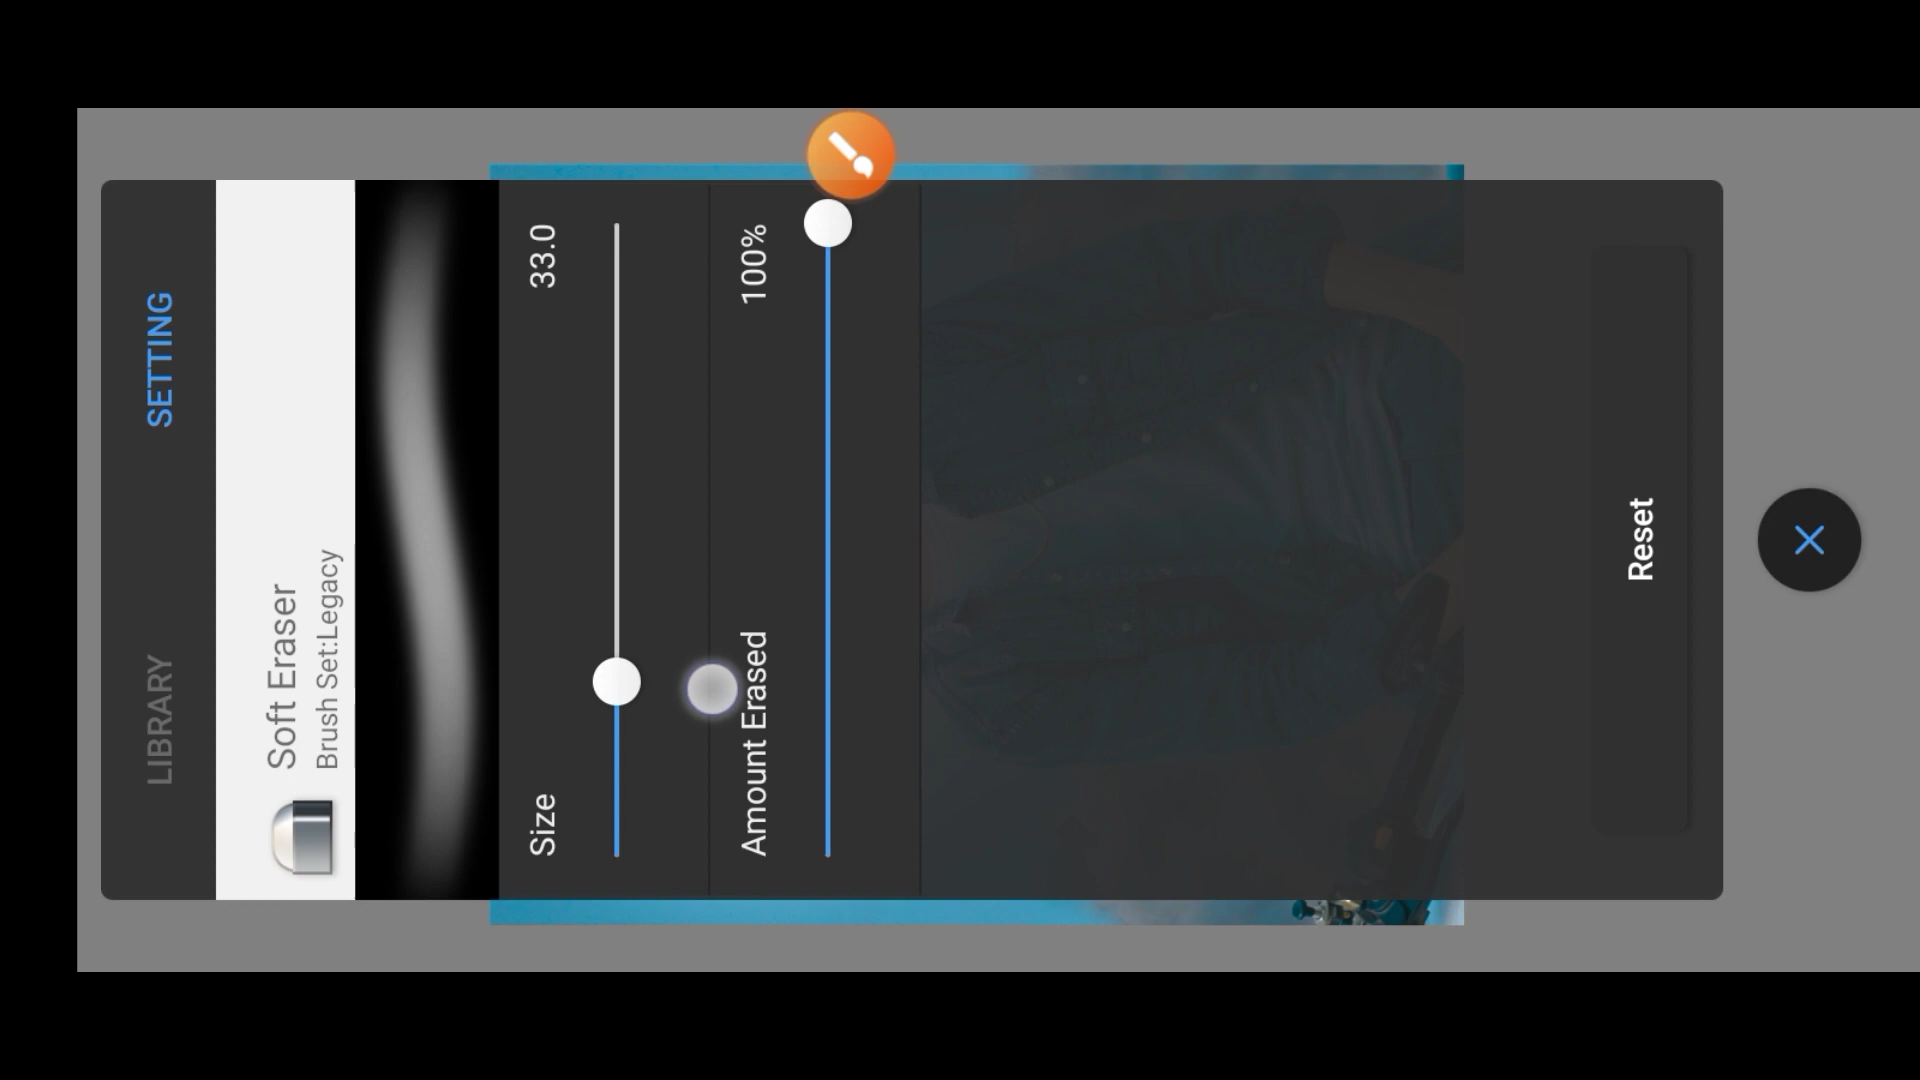 LIBRARY
SETTING
Soft Eraser
Brush Set:Legacy
Size
33.0
Amount Erased
100%
Reset